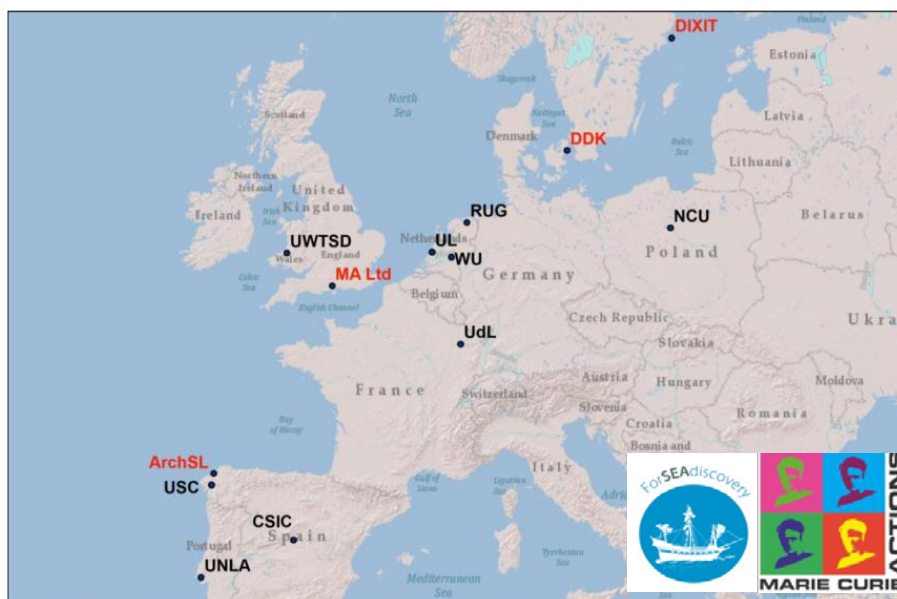 DIXIT
Finland
Estonia
North
Sea
Skagerrak
Scotland
Kattegat
Sea
Denmark
DDK
Latvia
Baltic
Sea
Lithuania
Northern
Ireland
United
Kingdom
Ireland
Irish
Sea
RUG
NCU
Belarus
UWTSD
Netherlands
UL
WU
Poland
Wales
England
Germany
Celtic
Sea
MA Ltd
Belgium
English Channel
Czech Republic
Ukra
UdL
Slovakia
France
Austria
Hungary
Moldova
Switzerland
Slovenia
Romania
Croatia
Bay
of Biscay
Bosnia and
ArchSL
Italy
Gulf of
Lions
Ligurian
Sea
USC
Adri
CSIC
Spain
Portugal
UNLA
Tyrrhenian
Sea
Mediterranean
Sea
ForSEAdiscovery
ACTIONS
MARIE CURIE